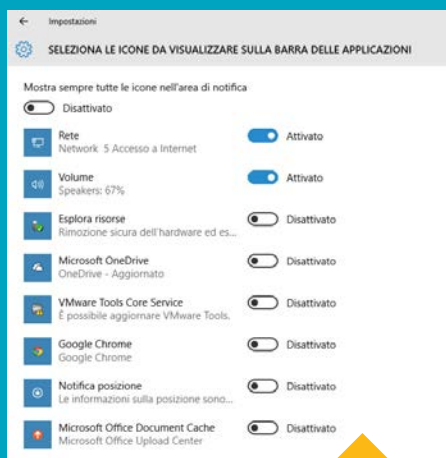 Impostazioni
SELEZIONA LE ICONE DA VISUALIZZARE SULLA BARRA DELLE APPLICAZIONI
Mostra sempre tutte le icone nell'area di notifica
Disattivato
Rete Attivato
Network 5 Accesso a Internet
Volume Attivato
Speakers: 67%
Esplora risorse Disattivato
Rimozione sicura dell'hardware ed es...
Microsoft OneDrive Disattivato
OneDrive - Aggiornato
VMware Tools Core Service Disattivato
È possibile aggiornare VMware Tools.
Google Chrome Disattivato
Google Chrome
Notifica posizione Disattivato
Le informazioni sulla posizione sono...
Microsoft Office Document Cache Disattivato
Microsoft Office Upload Center